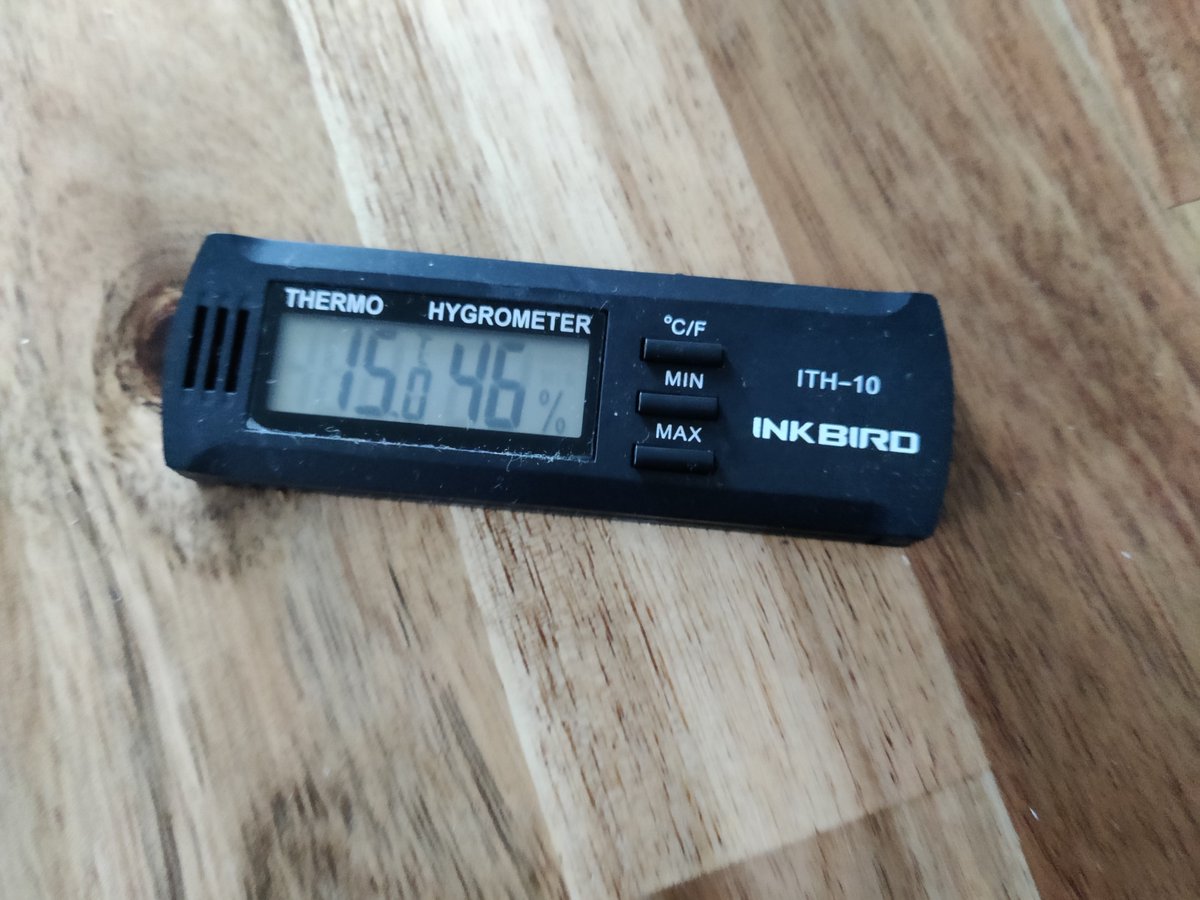 THERMO HYGROMETER
15.0 °C 46 %
°C/F
MIN
MAX
ITH-10
INKBIRD